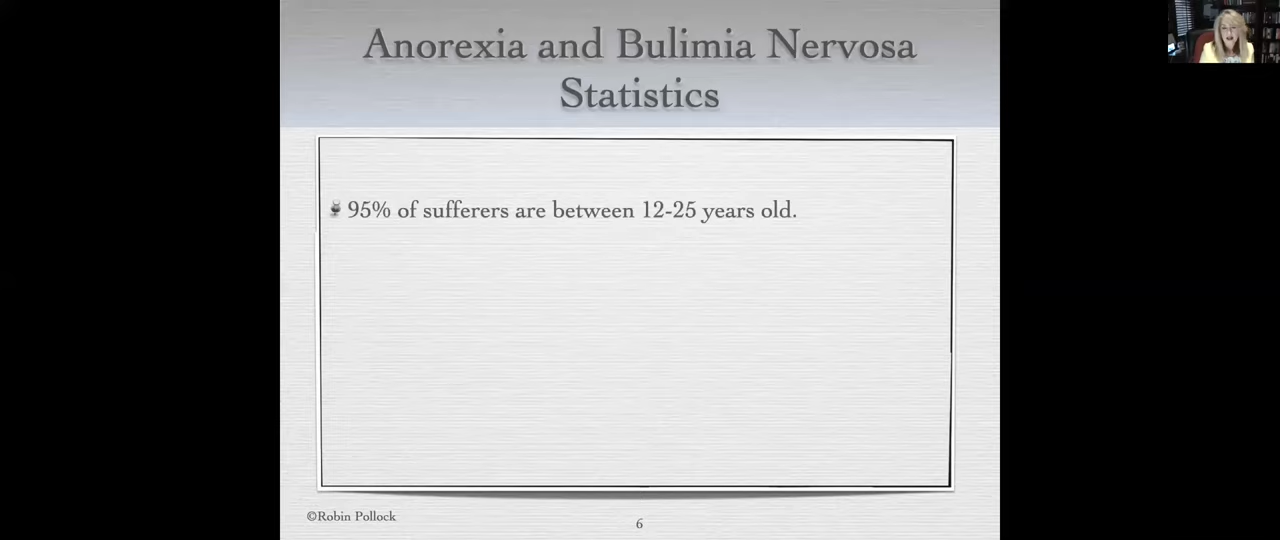 Anorexia and Bulimia Nervosa
Statistics
95% of sufferers are between 12-25 years old.
©Robin Pollock
6